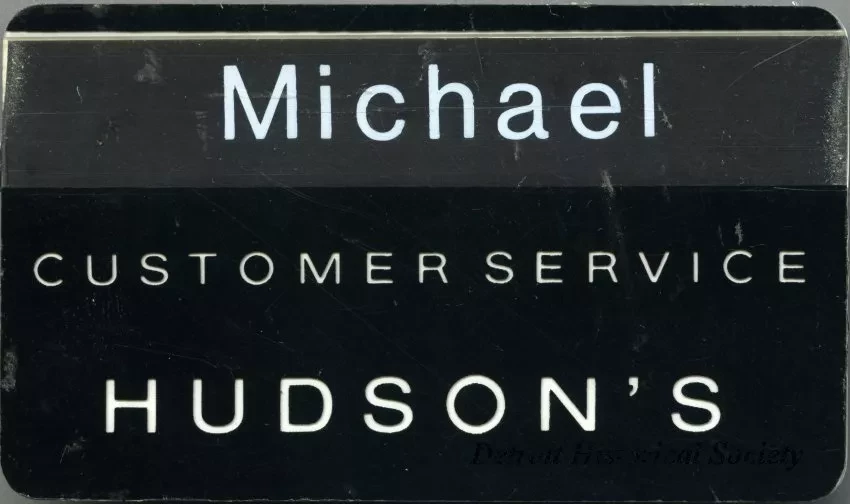 Michael
CUSTOMER SERVICE
HUDSON'S
Detroit Historical Society